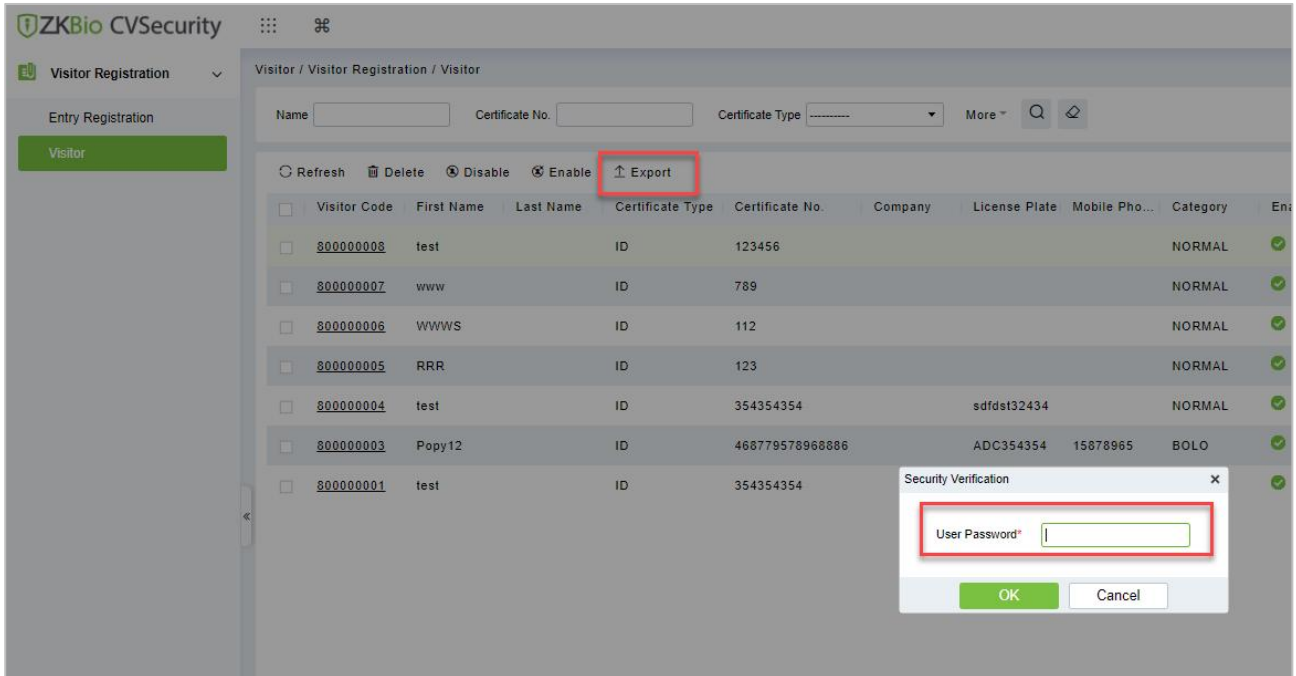 ZKBio CVSecurity
Visitor Registration
Visitor / Visitor Registration / Visitor
Entry Registration
Visitor
Name Certificate No. Certificate Type ---------- More
Refresh Delete Disable Enable Export
Visitor Code First Name Last Name Certificate Type Certificate No. Company License Plate Mobile Pho... Category Ena
800000008 test ID 123456 NORMAL
800000007 www ID 789 NORMAL
800000006 WWWS ID 112 NORMAL
800000005 RRR ID 123 NORMAL
800000004 test ID 354354354 sdfdst32434 NORMAL
800000003 Popy12 ID 468779578968886 ADC354354 15878965 BOLO
800000001 test ID 354354354
Security Verification
User Password*
OK Cancel